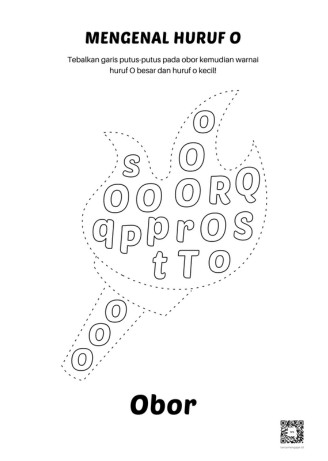 MENGENAL HURUF O
Tebalkan garis putus-putus pada obor kemudian warnai
huruf O besar dan huruf o kecil!
o
s O
O O O R Q
q p p r O S
t T o
O
O
O
Obor